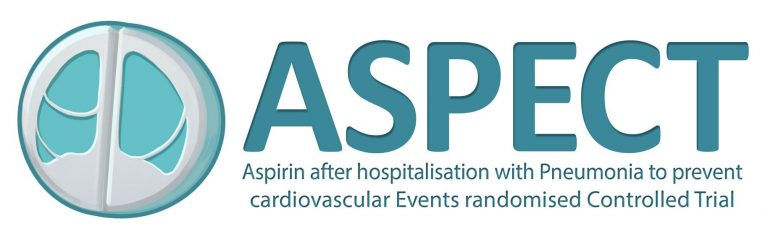 ASPECT
Aspirin after hospitalisation with Pneumonia to prevent
cardiovascular Events randomised Controlled Trial